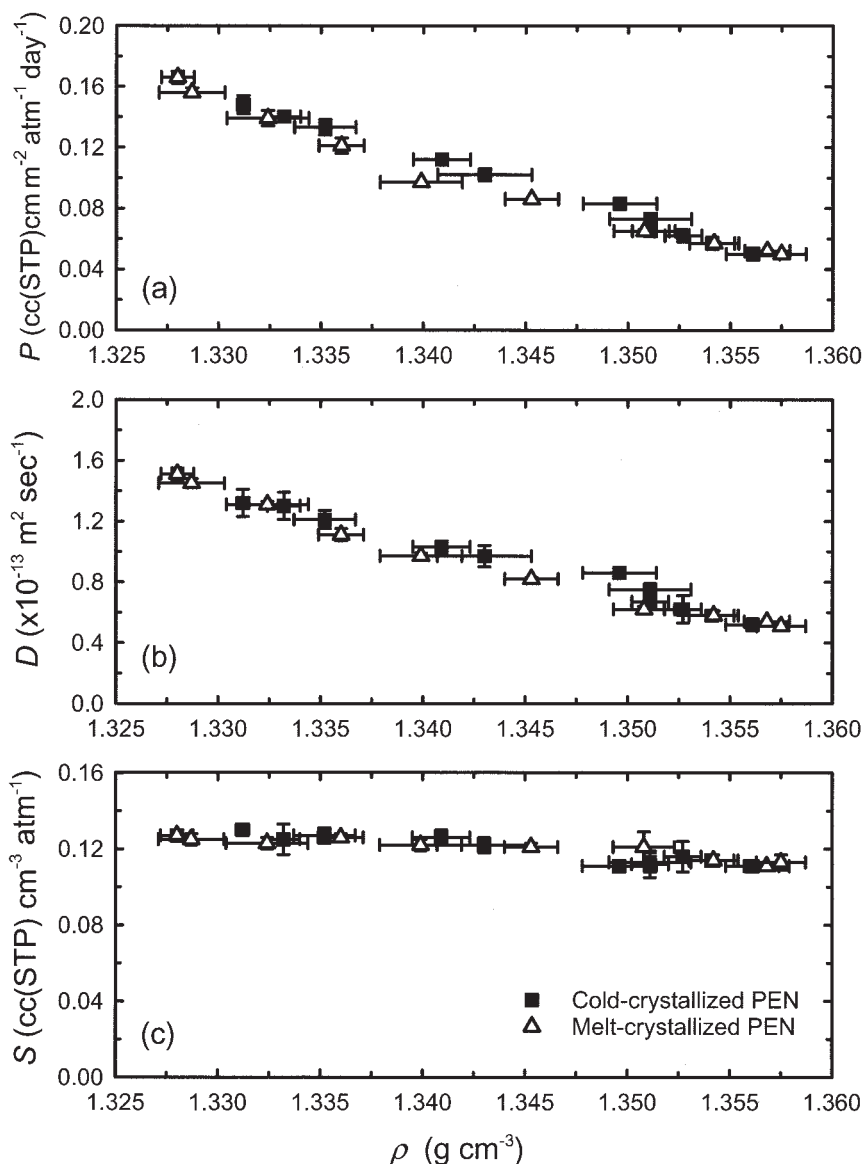 P (cc(STP)cm m⁻² atm⁻¹ day⁻¹)
0.20
0.16
0.12
0.08
0.04
0.00
(a)
1.325 1.330 1.335 1.340 1.345 1.350 1.355 1.360
D (x10⁻¹³ m² sec⁻¹)
2.0
1.6
1.2
0.8
0.4
0.0
(b)
1.325 1.330 1.335 1.340 1.345 1.350 1.355 1.360
S (cc(STP) cm⁻³ atm⁻¹)
0.16
0.12
0.08
0.04
0.00
Cold-crystallized PEN
Melt-crystallized PEN
(c)
1.325 1.330 1.335 1.340 1.345 1.350 1.355 1.360
ρ (g cm⁻³)